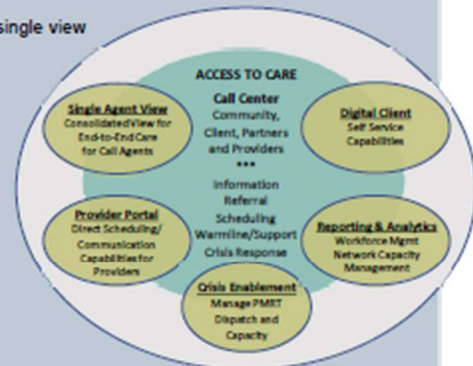 single view
ACCESS TO CARE
Call Center
Community,
Client, Partners
and Providers
***
Information
Referral
Scheduling
Warmline/Support
Crisis Response
Single Agent View
Consolidated View for
End-to-End Care
for Call Agents
Digital Client
Self Service
Capabilities
Provider Portal
Direct Scheduling/
Communication
Capabilities for
Providers
Reporting & Analytics
Workforce Mgmt
Network Capacity
Management
Crisis Enablement
Manage PMRT
Dispatch and
Capacity